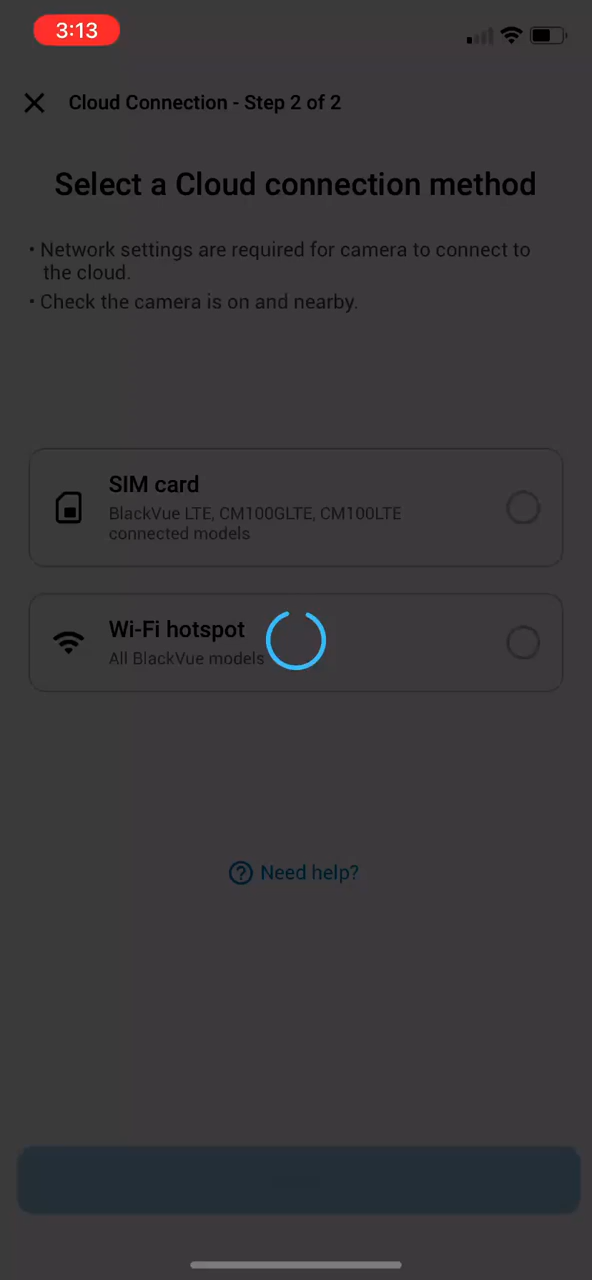 3:13
Cloud Connection - Step 2 of 2
Select a Cloud connection method
• Network settings are required for camera to connect to
the cloud.
• Check the camera is on and nearby.
SIM card
BlackVue LTE, CM100GLTE, CM100LTE
connected models
Wi-Fi hotspot
All BlackVue models
Need help?